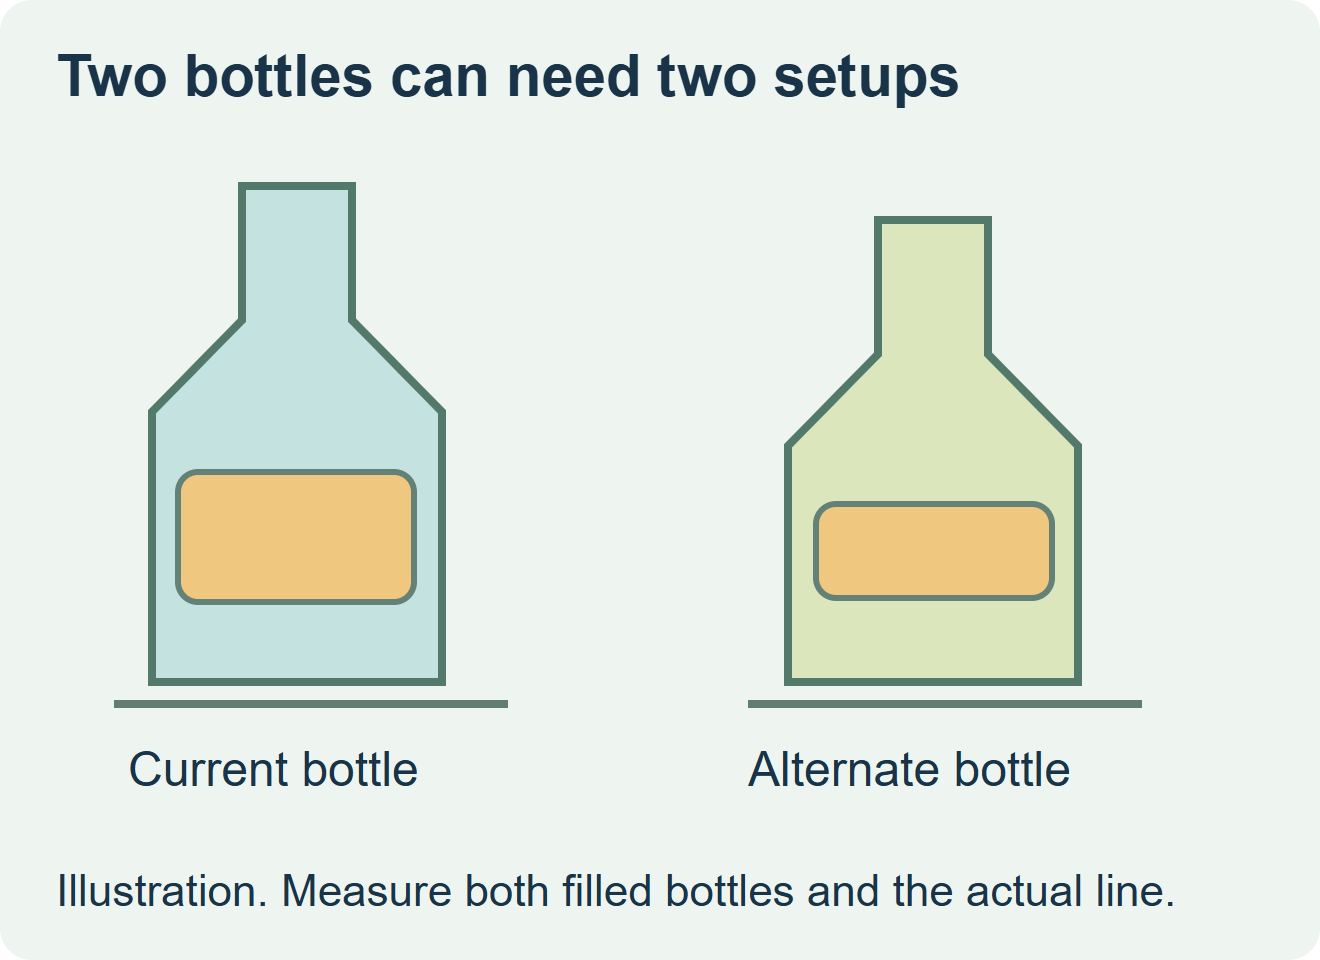 Two bottles can need two setups
Current bottle
Alternate bottle
Illustration. Measure both filled bottles and the actual line.